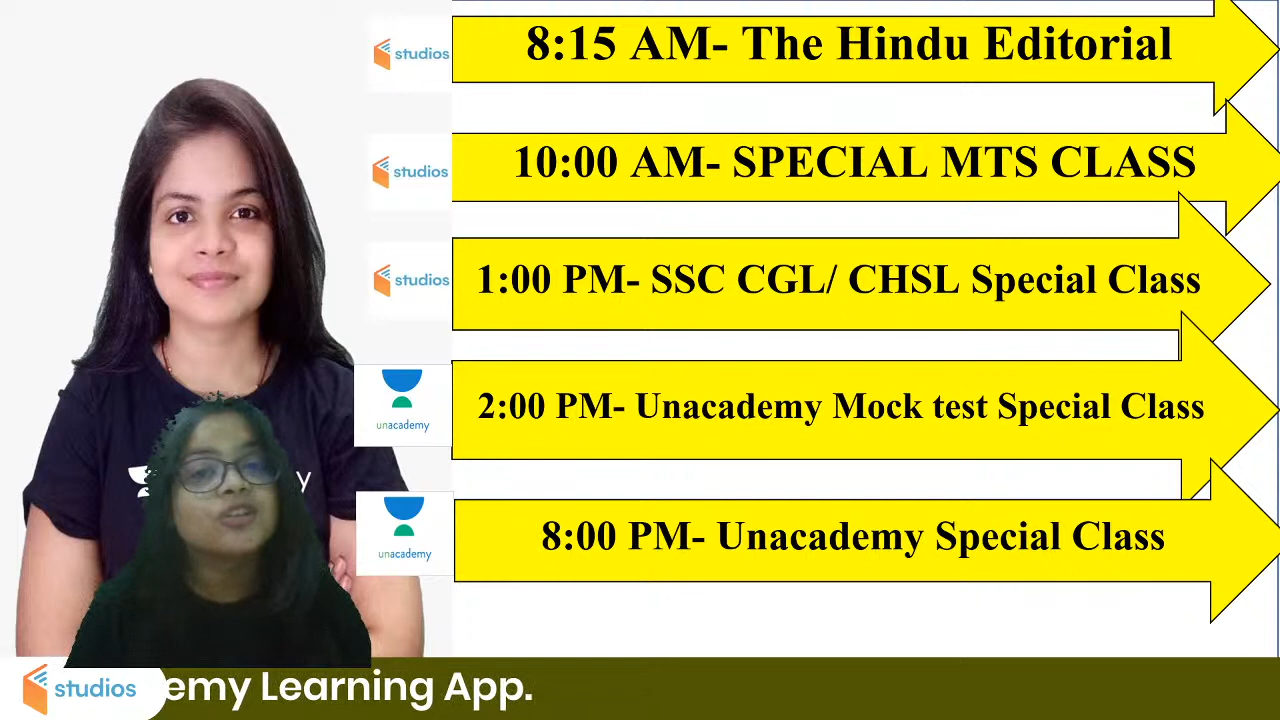 studios
8:15 AM- The Hindu Editorial
studios
10:00 AM- SPECIAL MTS CLASS
studios
1:00 PM- SSC CGL/ CHSL Special Class
unacademy
2:00 PM- Unacademy Mock test Special Class
y
unacademy
8:00 PM- Unacademy Special Class
studios
emy Learning App.